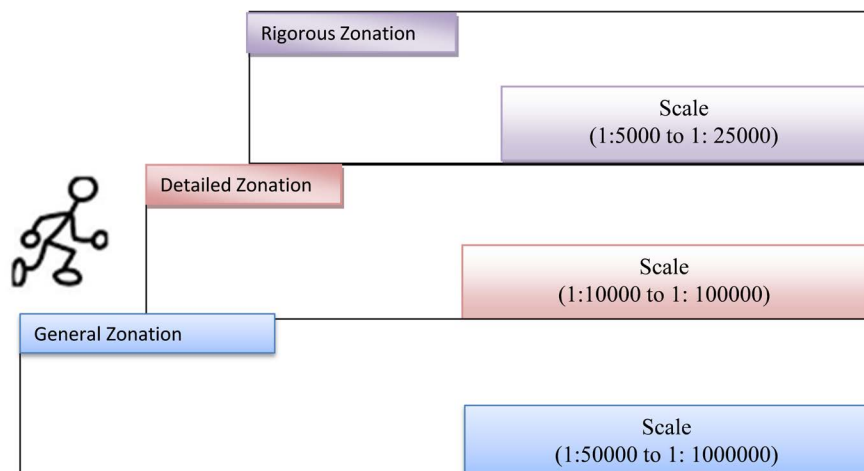 Rigorous Zonation
Scale
(1:5000 to 1: 25000)
Detailed Zonation
Scale
(1:10000 to 1: 100000)
General Zonation
Scale
(1:50000 to 1: 1000000)